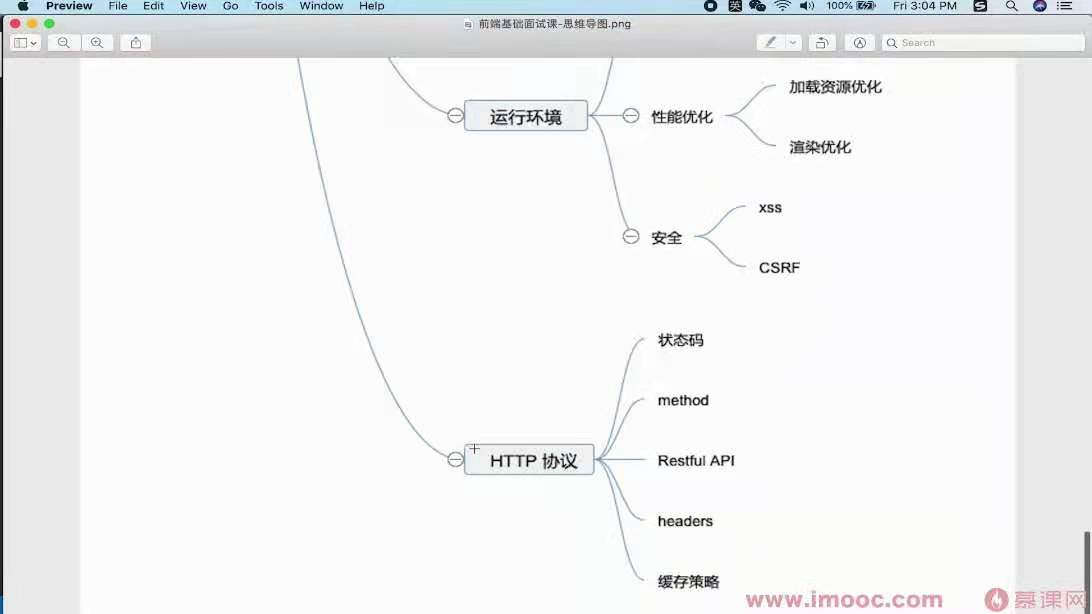 Preview File Edit View Go Tools Window Help 英 100% Fri 3:04 PM
前端基础面试课-思维导图.png
Search
加载资源优化
运行环境
性能优化
渲染优化
xss
安全
CSRF
状态码
method
HTTP 协议
Restful API
headers
缓存策略
www.imooc.com 慕课网